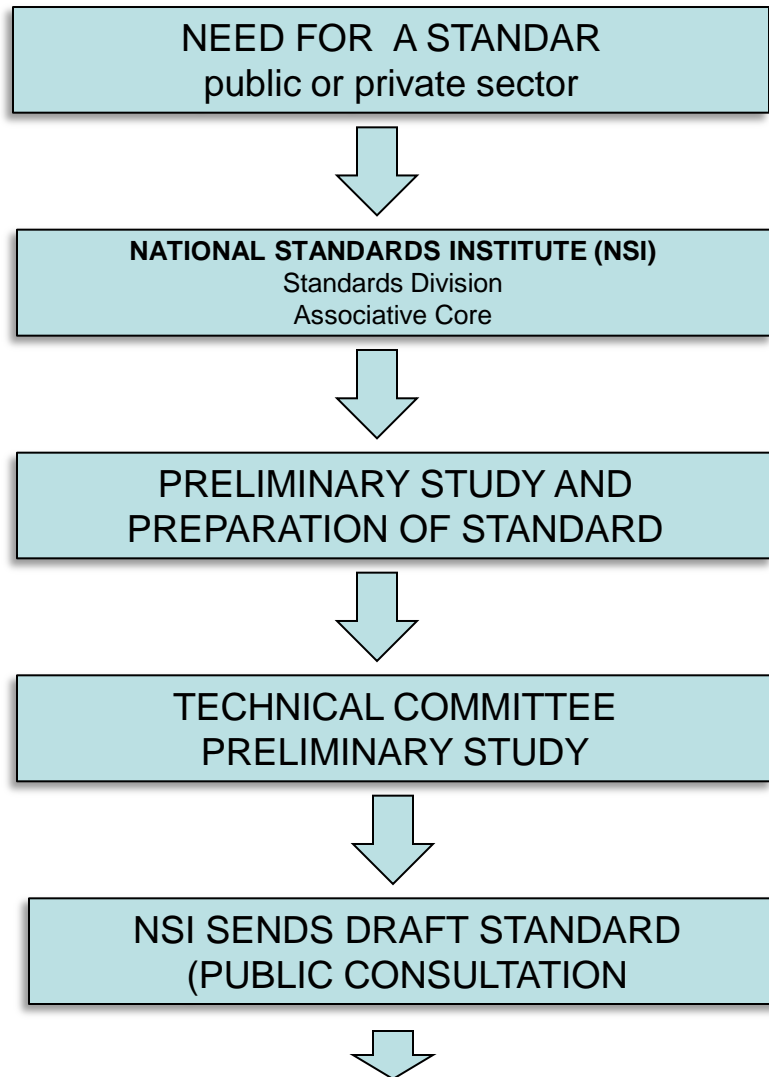 NEED FOR A STANDAR
public or private sector
NATIONAL STANDARDS INSTITUTE (NSI)
Standards Division
Associative Core
PRELIMINARY STUDY AND
PREPARATION OF STANDARD
TECHNICAL COMMITTEE
PRELIMINARY STUDY
NSI SENDS DRAFT STANDARD
(PUBLIC CONSULTATION